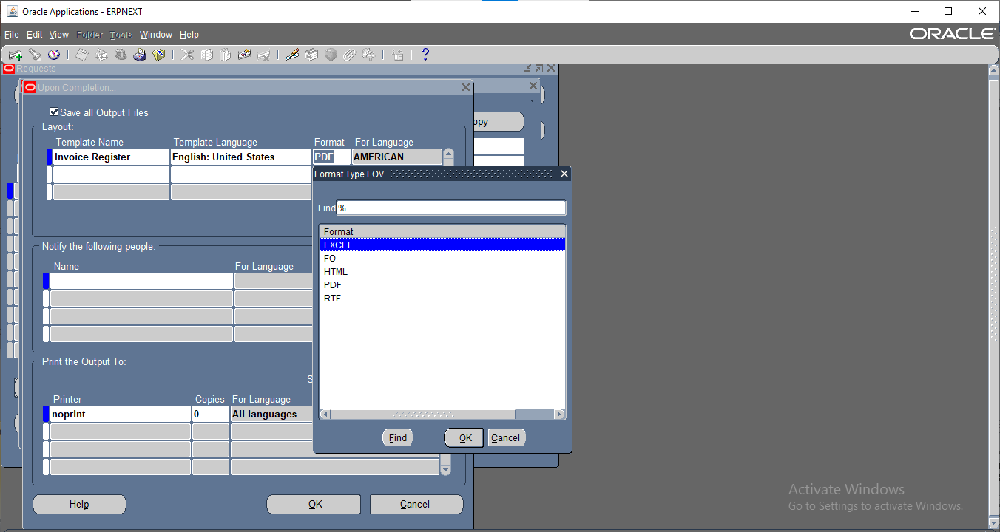 Oracle Applications - ERPNEXT
File Edit View Folder Tools Window Help
ORACLE
Requests
Upon Completion...
Save all Output Files
opy
Layout:
Template Name Template Language Format For Language
Invoice Register English: United States PDF AMERICAN
Format Type LOV
Find %
Format
EXCEL
FO
HTML
PDF
RTF
Find OK Cancel
Notify the following people:
Name For Language
Print the Output To:
S
Printer Copies For Language
noprint 0 All languages
Help OK Cancel
Activate Windows
Go to Settings to activate Windows.